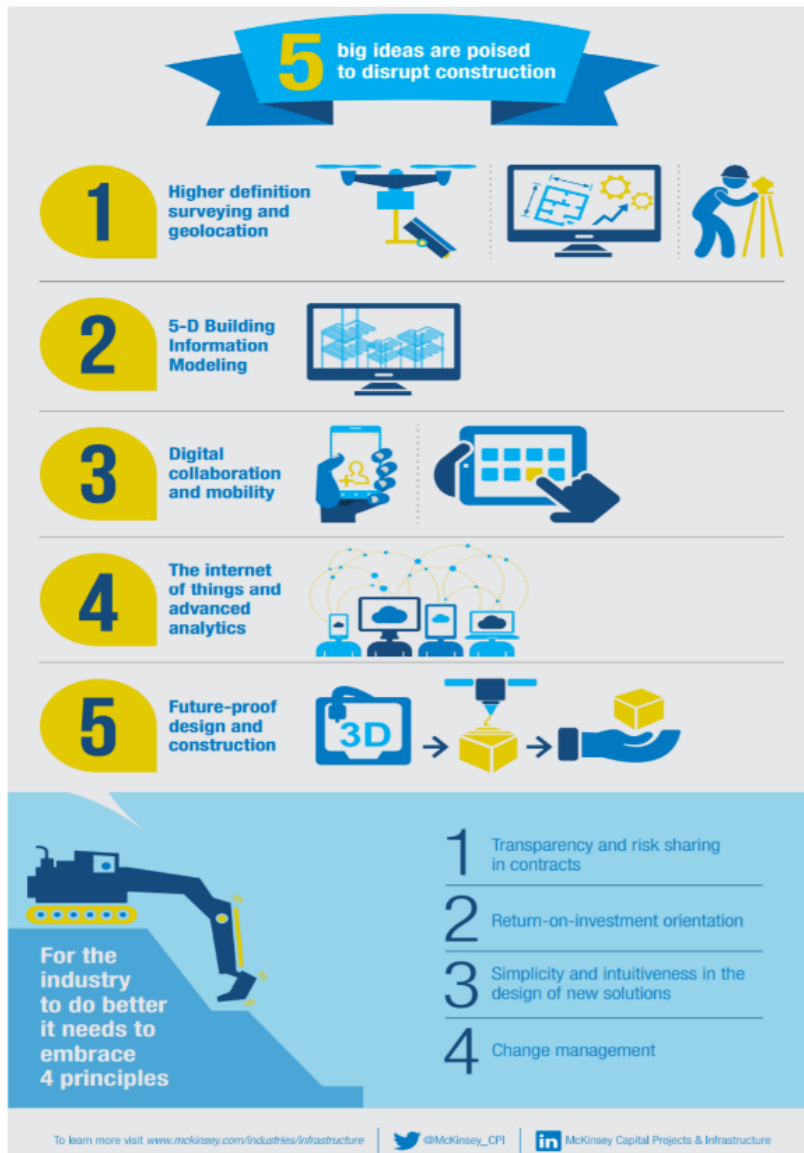 5
big ideas are poised
to disrupt construction
1
Higher definition
surveying and
geolocation
2
5-D Building
Information
Modeling
3
Digital
collaboration
and mobility
4
The internet
of things and
advanced
analytics
5
Future-proof
design and
construction
3D
For the
industry
to do better
it needs to
embrace
4 principles
1
Transparency and risk sharing
in contracts
2
Return-on-investment orientation
3
Simplicity and intuitiveness in the
design of new solutions
4
Change management
To learn more visit www.mckinsey.com/industries/infrastructure
@McKinsey_CPI
in
McKinsey Capital Projects & Infrastructure